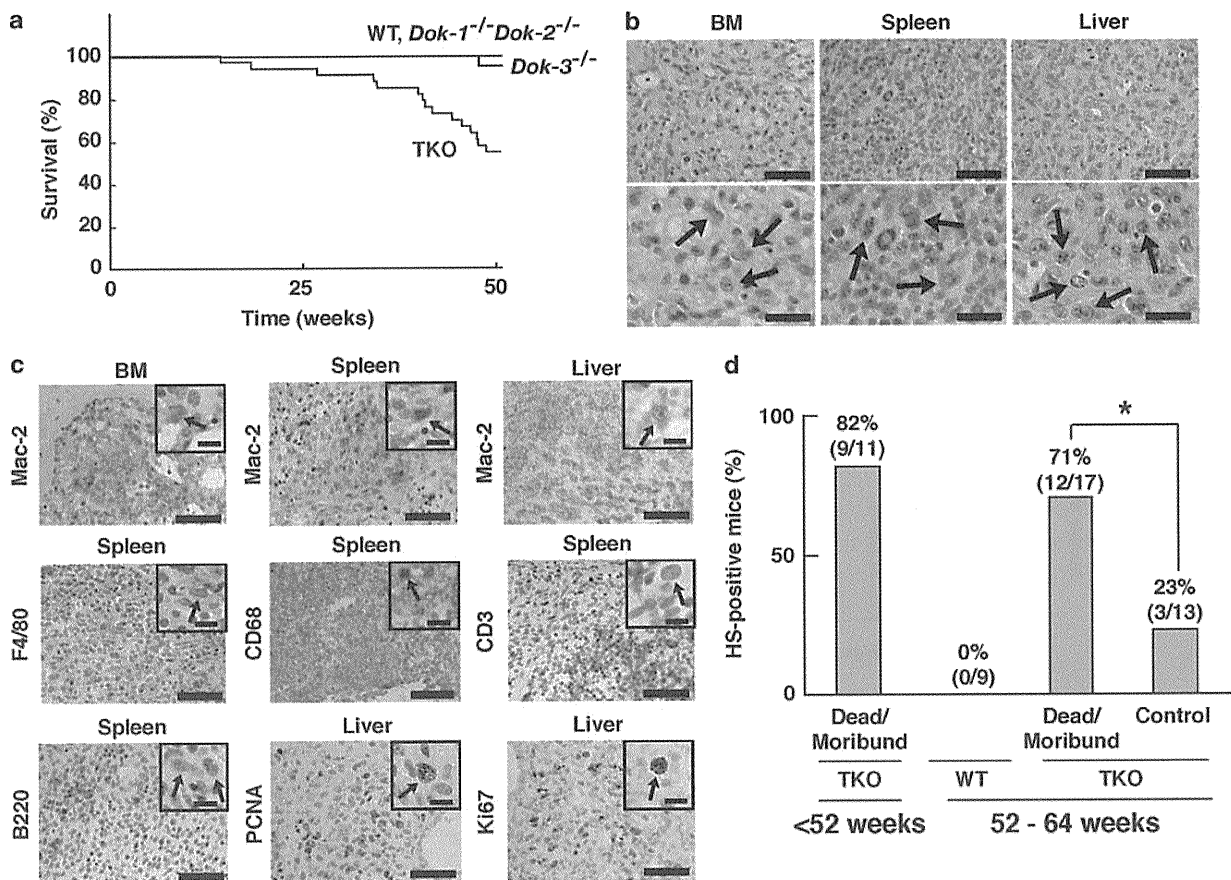 a
WT, Dok-1-/-Dok-2-/-
Dok-3-/-
TKO
100
80
60
40
20
0
Survival (%)
0
25
50
Time (weeks)
b
BM
Spleen
Liver
c
BM
Spleen
Liver
Mac-2
Mac-2
Mac-2
Spleen
Spleen
Spleen
F4/80
CD68
CD3
Spleen
Liver
Liver
B220
PCNA
Ki67
d
HS-positive mice (%)
100
50
0
82%
(9/11)
0%
(0/9)
71%
(12/17)
*
23%
(3/13)
Dead/
Moribund
Dead/
Moribund
Control
TKO
WT
TKO
<52 weeks
52 - 64 weeks